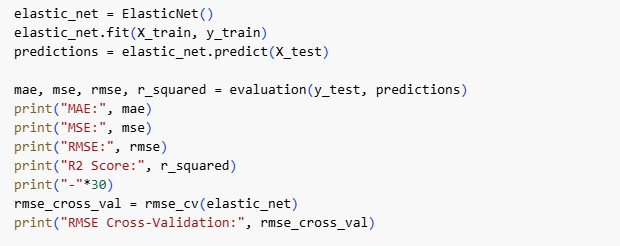 elastic_net = ElasticNet()
elastic_net.fit(X_train, y_train)
predictions = elastic_net.predict(X_test)

mae, mse, rmse, r_squared = evaluation(y_test, predictions)
print("MAE:", mae)
print("MSE:", mse)
print("RMSE:", rmse)
print("R2 Score:", r_squared)
print("-"*30)
rmse_cross_val = rmse_cv(elastic_net)
print("RMSE Cross-Validation:", rmse_cross_val)